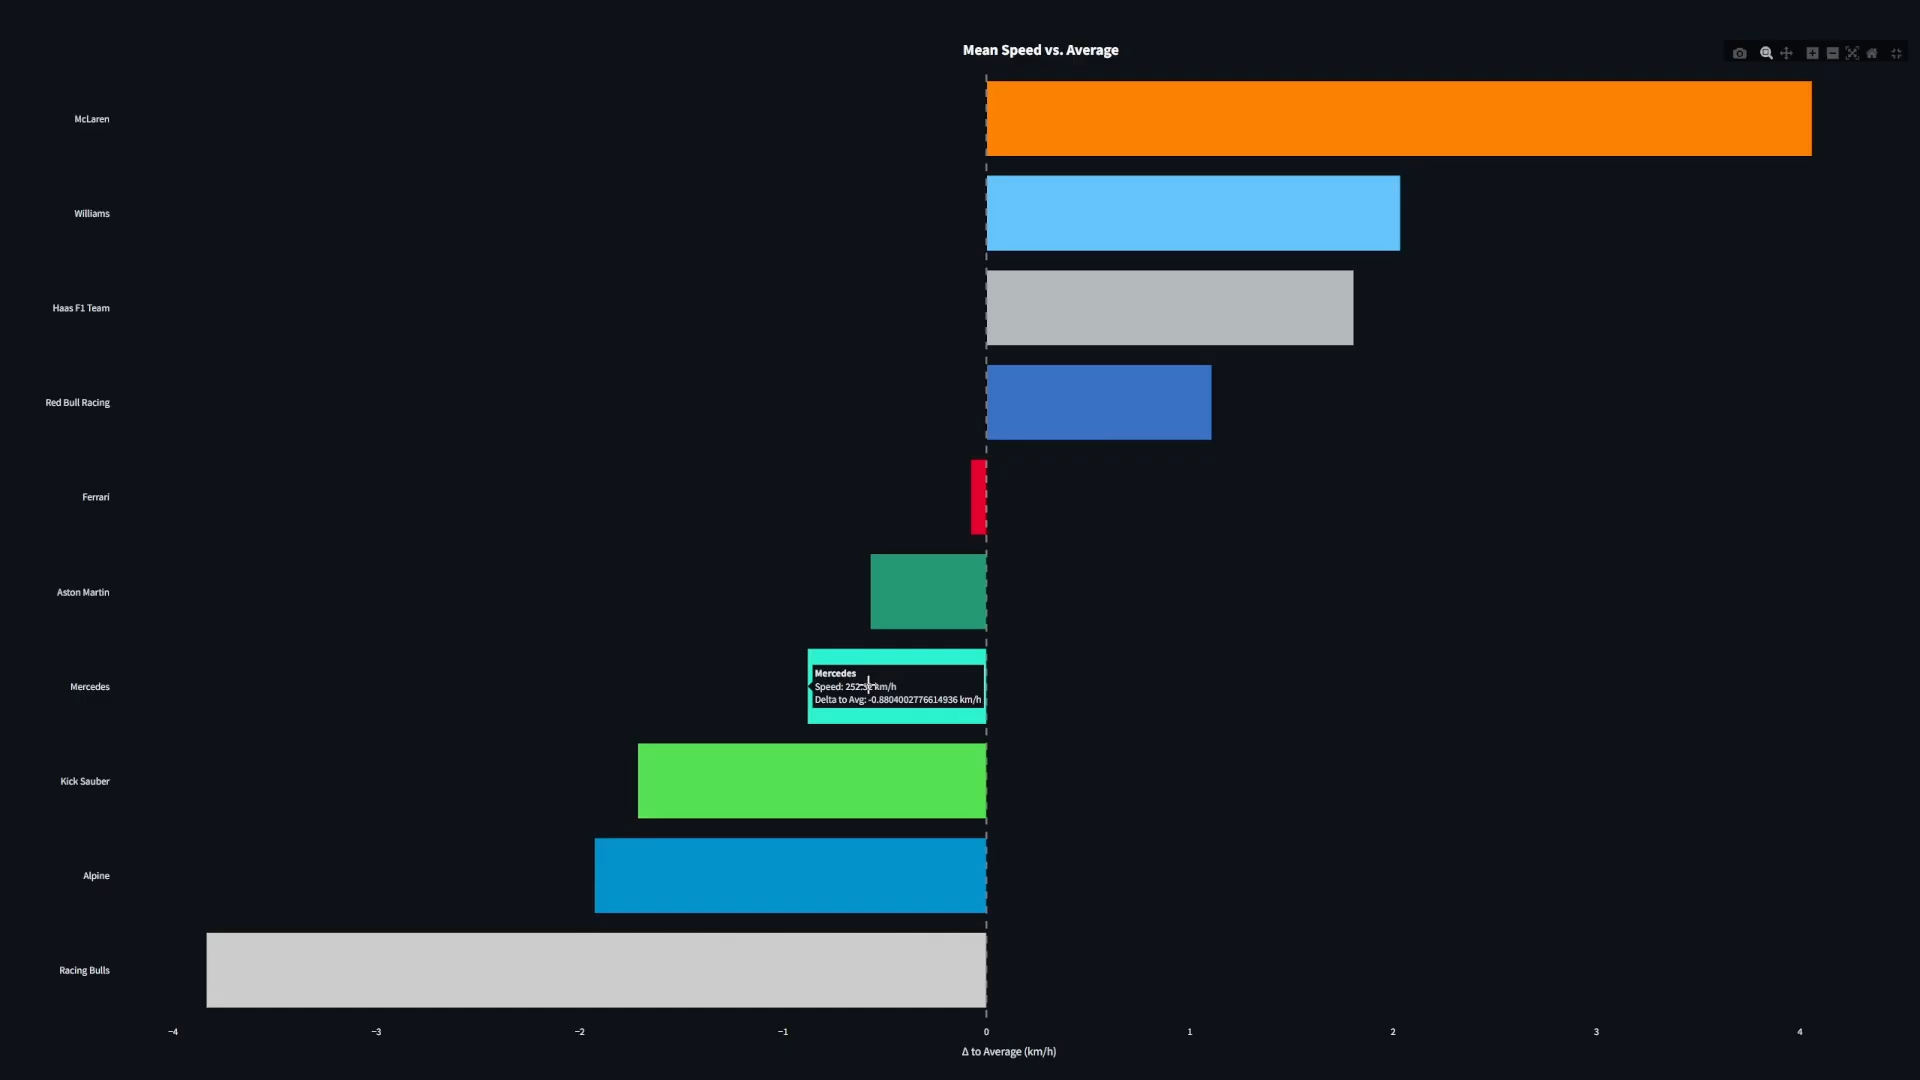 Mean Speed vs. Average
McLaren
Williams
Haas F1 Team
Red Bull Racing
Ferrari
Aston Martin
Mercedes
Mercedes
Speed: km/h
Delta to Avg: -0.8804002776614936 km/h
Kick Sauber
Alpine
Racing Bulls
−4 −3 −2 −1 0 1 2 3 4
Δ to Average (km/h)